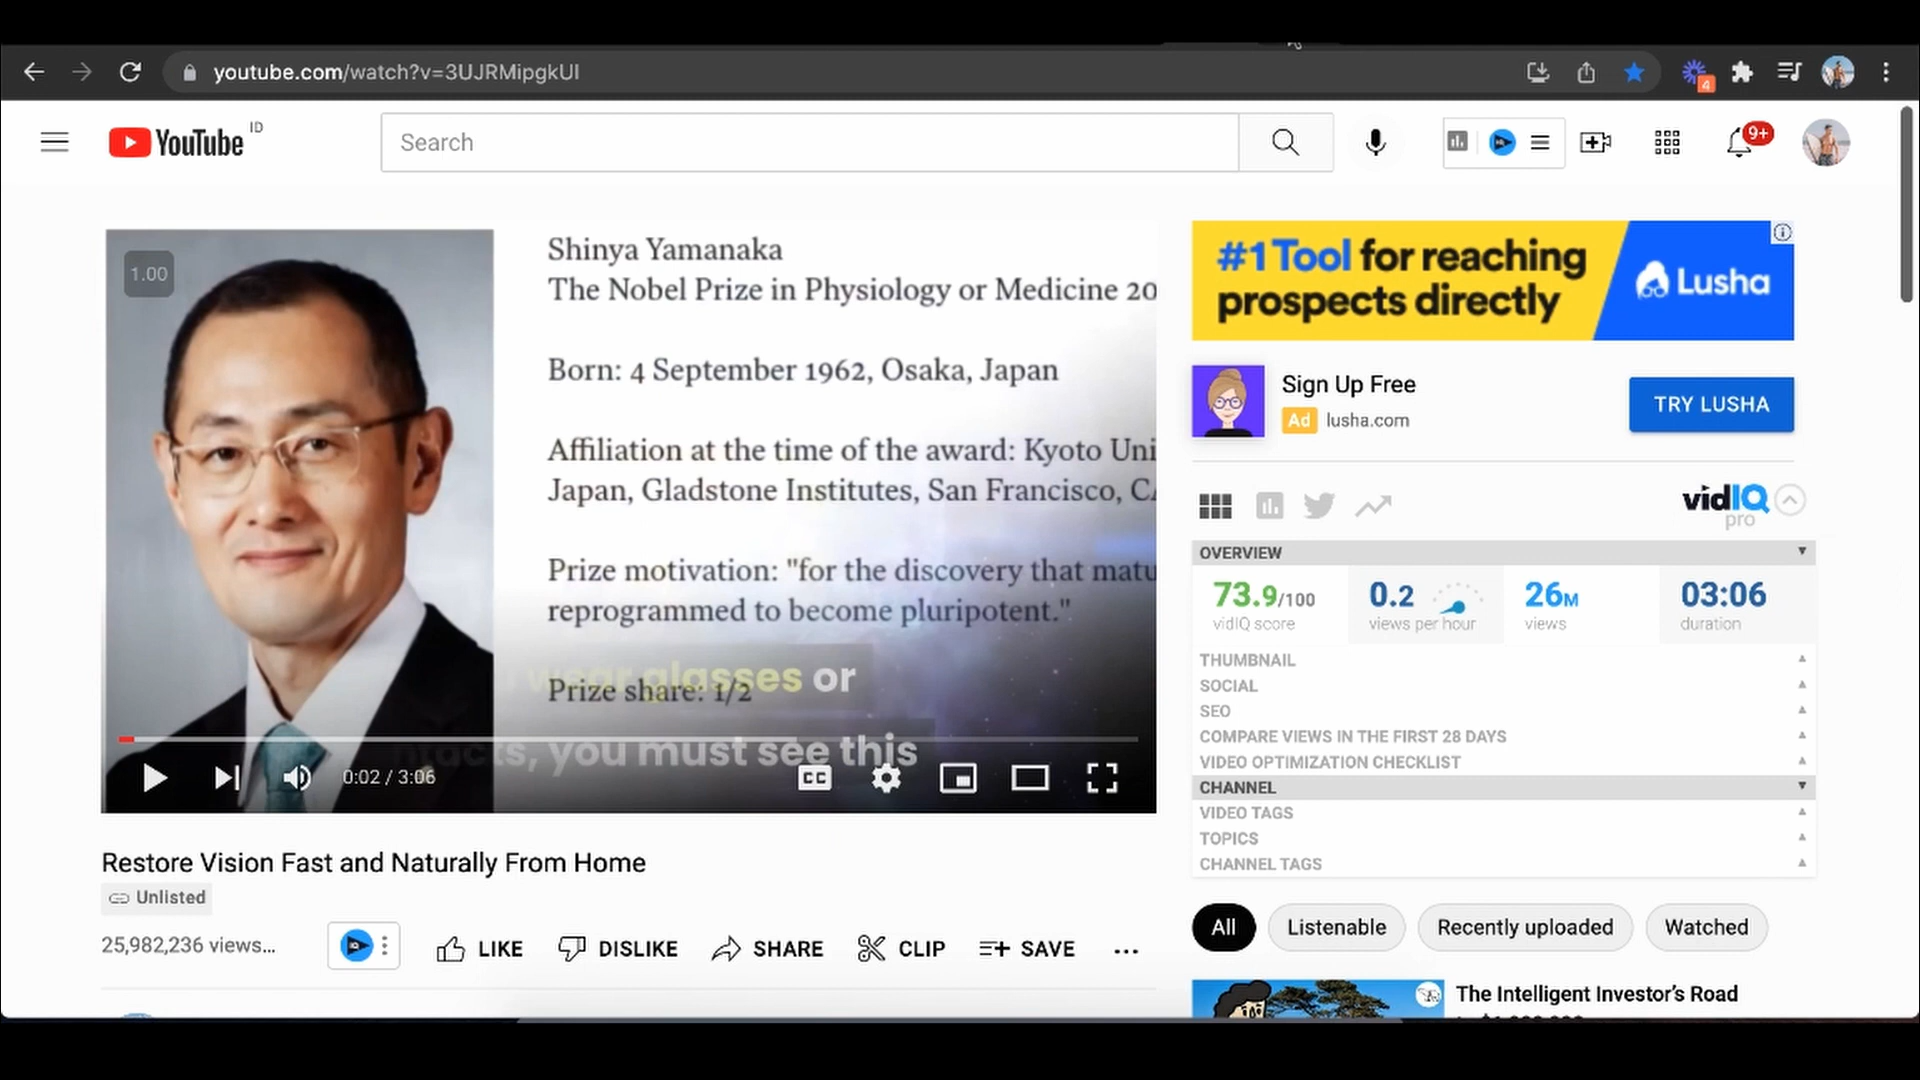 youtube.com/watch?v=3UJRMipgkUI
4
YouTube ID
Search
9+
1.00
Shinya Yamanaka
The Nobel Prize in Physiology or Medicine 20
Born: 4 September 1962, Osaka, Japan
Affiliation at the time of the award: Kyoto Uni
Japan, Gladstone Institutes, San Francisco, CA
Prize motivation: "for the discovery that matu
reprogrammed to become pluripotent."
wear glasses or
Prize share: 1/2
you must see this
0:02 / 3:06
CC
Restore Vision Fast and Naturally From Home
Unlisted
25,982,236 views...
LIKE
DISLIKE
SHARE
CLIP
SAVE
#1 Tool for reaching
prospects directly
Lusha
Sign Up Free
Ad lusha.com
TRY LUSHA
vidIQ
pro
OVERVIEW
73.9/100
vidIQ score
0.2
views per hour
26M
views
03:06
duration
THUMBNAIL
SOCIAL
SEO
COMPARE VIEWS IN THE FIRST 28 DAYS
VIDEO OPTIMIZATION CHECKLIST
CHANNEL
VIDEO TAGS
TOPICS
CHANNEL TAGS
All
Listenable
Recently uploaded
Watched
The Intelligent Investor's Road